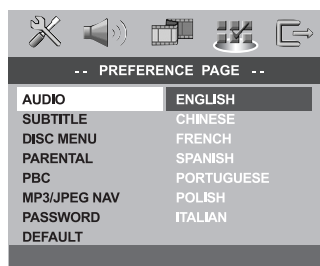 -- PREFERENCE PAGE --
AUDIO ENGLISH
SUBTITLE CHINESE
DISC MENU FRENCH
PARENTAL SPANISH
PBC PORTUGUESE
MP3/JPEG NAV POLISH
PASSWORD ITALIAN
DEFAULT